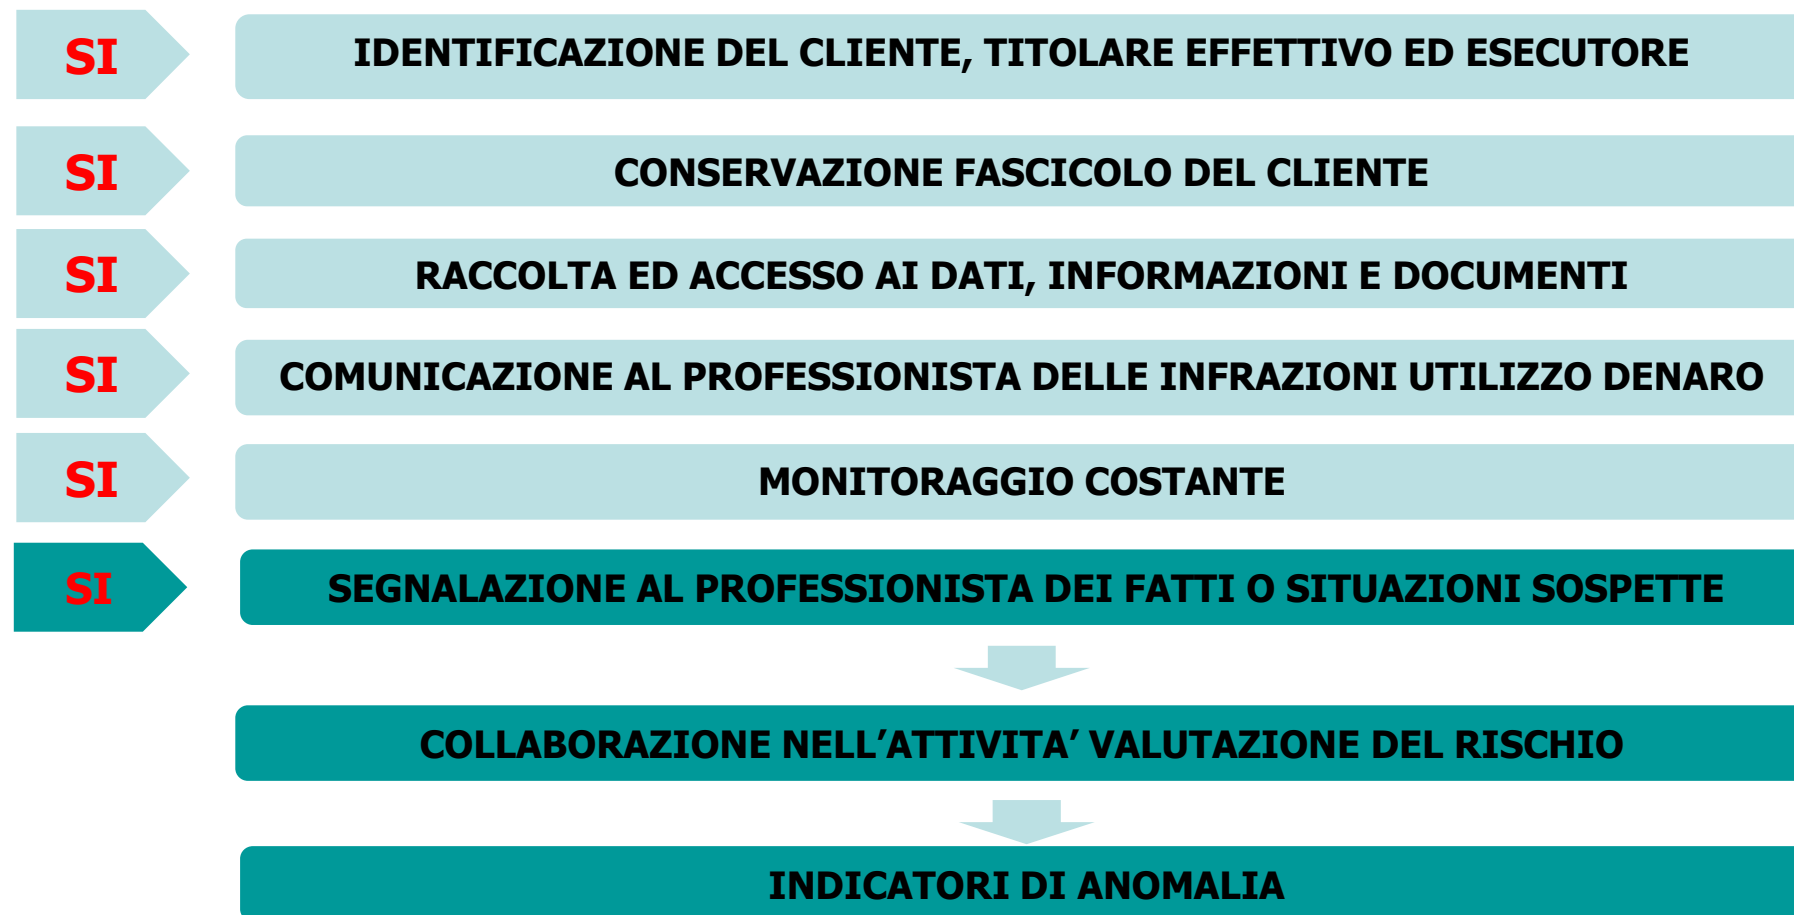 SI
IDENTIFICAZIONE DEL CLIENTE, TITOLARE EFFETTIVO ED ESECUTORE
SI
CONSERVAZIONE FASCICOLO DEL CLIENTE
SI
RACCOLTA ED ACCESSO AI DATI, INFORMAZIONI E DOCUMENTI
SI
COMUNICAZIONE AL PROFESSIONISTA DELLE INFRAZIONI UTILIZZO DENARO
SI
MONITORAGGIO COSTANTE
SI
SEGNALAZIONE AL PROFESSIONISTA DEI FATTI O SITUAZIONI SOSPETTE
COLLABORAZIONE NELL’ATTIVITA’ VALUTAZIONE DEL RISCHIO
INDICATORI DI ANOMALIA